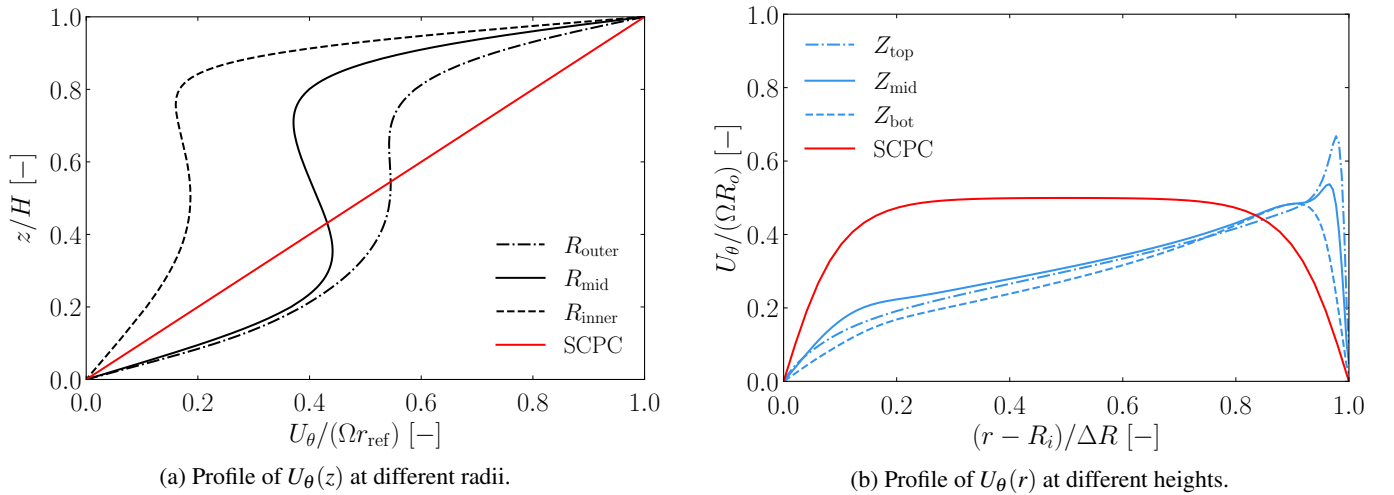 1.0
0.8
0.6
0.4
0.2
0.0
z/H [−]
R_outer
R_mid
R_inner
SCPC
0.0 0.2 0.4 0.6 0.8 1.0
U_θ/(Ωr_ref) [−]
(a) Profile of U_θ(z) at different radii.
1.0
0.8
0.6
0.4
0.2
0.0
U_θ/(ΩR_o) [−]
Z_top
Z_mid
Z_bot
SCPC
0.0 0.2 0.4 0.6 0.8 1.0
(r − R_i)/ΔR [−]
(b) Profile of U_θ(r) at different heights.